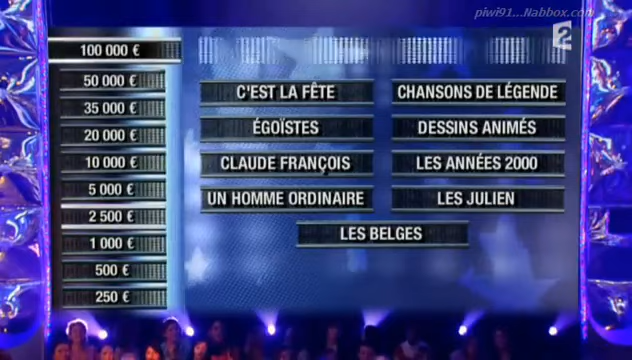 piwi91...Nabbox.com
2
100 000 €
50 000 €
35 000 €
20 000 €
10 000 €
5 000 €
2 500 €
1 000 €
500 €
250 €
C'EST LA FÊTE
CHANSONS DE LÉGENDE
ÉGOÏSTES
DESSINS ANIMÉS
CLAUDE FRANÇOIS
LES ANNÉES 2000
UN HOMME ORDINAIRE
LES JULIEN
LES BELGES